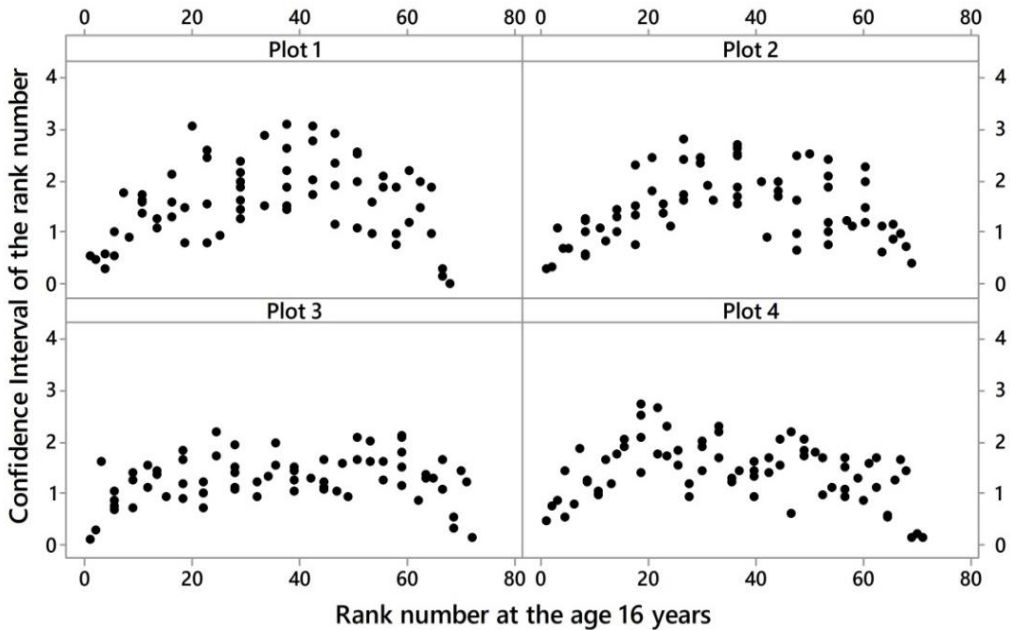 0 20 40 60 80 0 20 40 60 80
Plot 1 Plot 2
4 4
3 3
2 2
1 1
0 0
Plot 3 Plot 4
4 4
3 3
2 2
1 1
0 0
0 20 40 60 80 0 20 40 60 80
Confidence Interval of the rank number
Rank number at the age 16 years